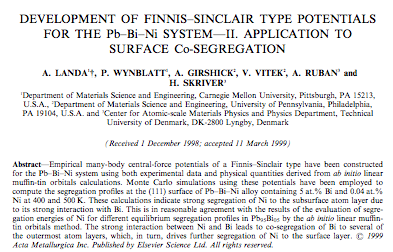 DEVELOPMENT OF FINNIS–SINCLAIR TYPE POTENTIALS
FOR THE Pb–Bi–Ni SYSTEM—II. APPLICATION TO
SURFACE Co-SEGREGATION
A. LANDA¹†, P. WYNBLATT¹, A. GIRSHICK², V. VITEK², A. RUBAN³ and
H. SKRIVER³
¹Department of Materials Science and Engineering, Carnegie Mellon University, Pittsburgh, PA 15213,
U.S.A., ²Department of Materials Science and Engineering, University of Pennsylvania, Philadelphia,
PA 19104, U.S.A. and ³Center for Atomic-scale Materials Physics and Physics Department, Technical
University of Denmark, DK-2800 Lyngby, Denmark
(Received 1 December 1998; accepted 11 March 1999)
Abstract—Empirical many-body central-force potentials of a Finnis–Sinclair type have been constructed
for the Pb–Bi–Ni system using both experimental data and physical quantities derived from ab initio linear
muffin-tin orbitals calculations. Monte Carlo simulations using these potentials have been employed to
compute the segregation profiles at the (111) surface of Pb–Bi–Ni alloy containing 5 at.% Bi and 0.04 at.%
Ni at 400 and 500 K. These calculations indicate strong segregation of Ni to the subsurface atom layer due
to its strong interaction with Bi. This is in reasonable agreement with the results of the evaluation of segre-
gation energies of Ni for different equilibrium segregation profiles in Pb₉₅Bi₀₅ by the ab initio linear muffin-
tin orbitals method. The strong interaction between Ni and Bi leads to co-segregation of Bi to several of
the outermost atom layers, which, in turn, drives further segregation of Ni to the surface layer. © 1999
Acta Metallurgica Inc. Published by Elsevier Science Ltd. All rights reserved.